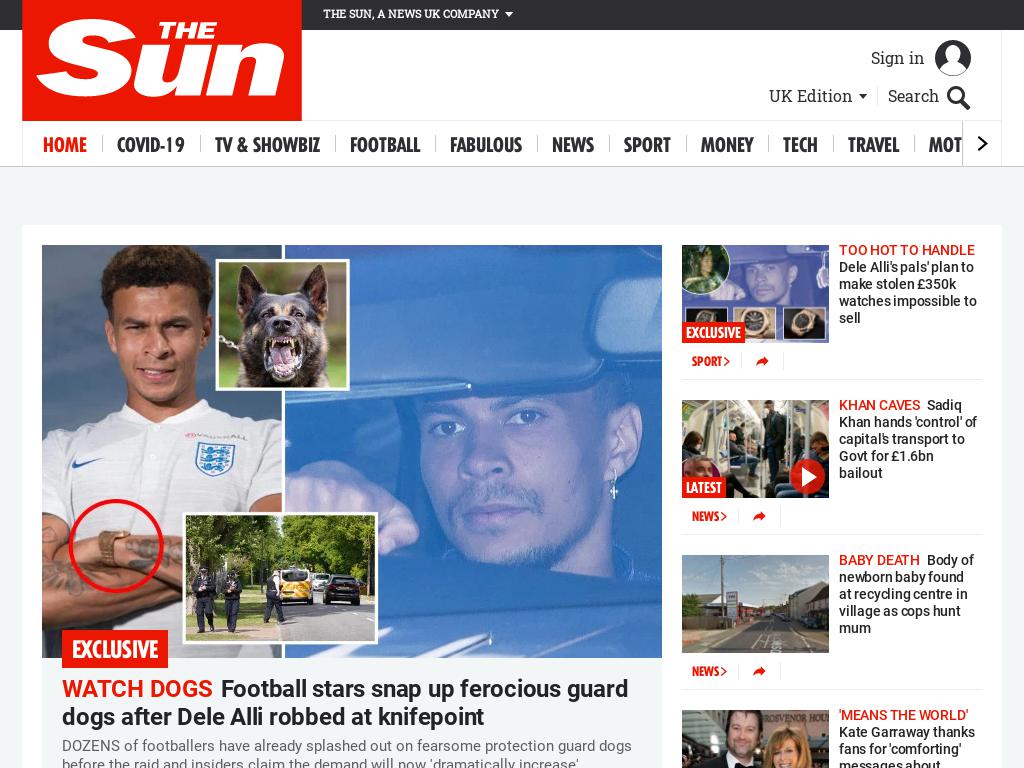 THE SUN, A NEWS UK COMPANY
THE
Sun
Sign in
UK Edition
Search
HOME
COVID-19
TV & SHOWBIZ
FOOTBALL
FABULOUS
NEWS
SPORT
MONEY
TECH
TRAVEL
MOT
VAUXHALL
EXCLUSIVE
WATCH DOGS Football stars snap up ferocious guard
dogs after Dele Alli robbed at knifepoint
DOZENS of footballers have already splashed out on fearsome protection guard dogs
before the raid and insiders claim the demand will now 'dramatically increase'
EXCLUSIVE
TOO HOT TO HANDLE
Dele Alli's pals' plan to
make stolen £350k
watches impossible to
sell
SPORT
LATEST
KHAN CAVES Sadiq
Khan hands 'control' of
capital's transport to
Govt for £1.6bn
bailout
NEWS
BABY DEATH Body of
newborn baby found
at recycling centre in
village as cops hunt
mum
NEWS
GROSVENOR HOU
'MEANS THE WORLD'
Kate Garraway thanks
fans for 'comforting'
messages about